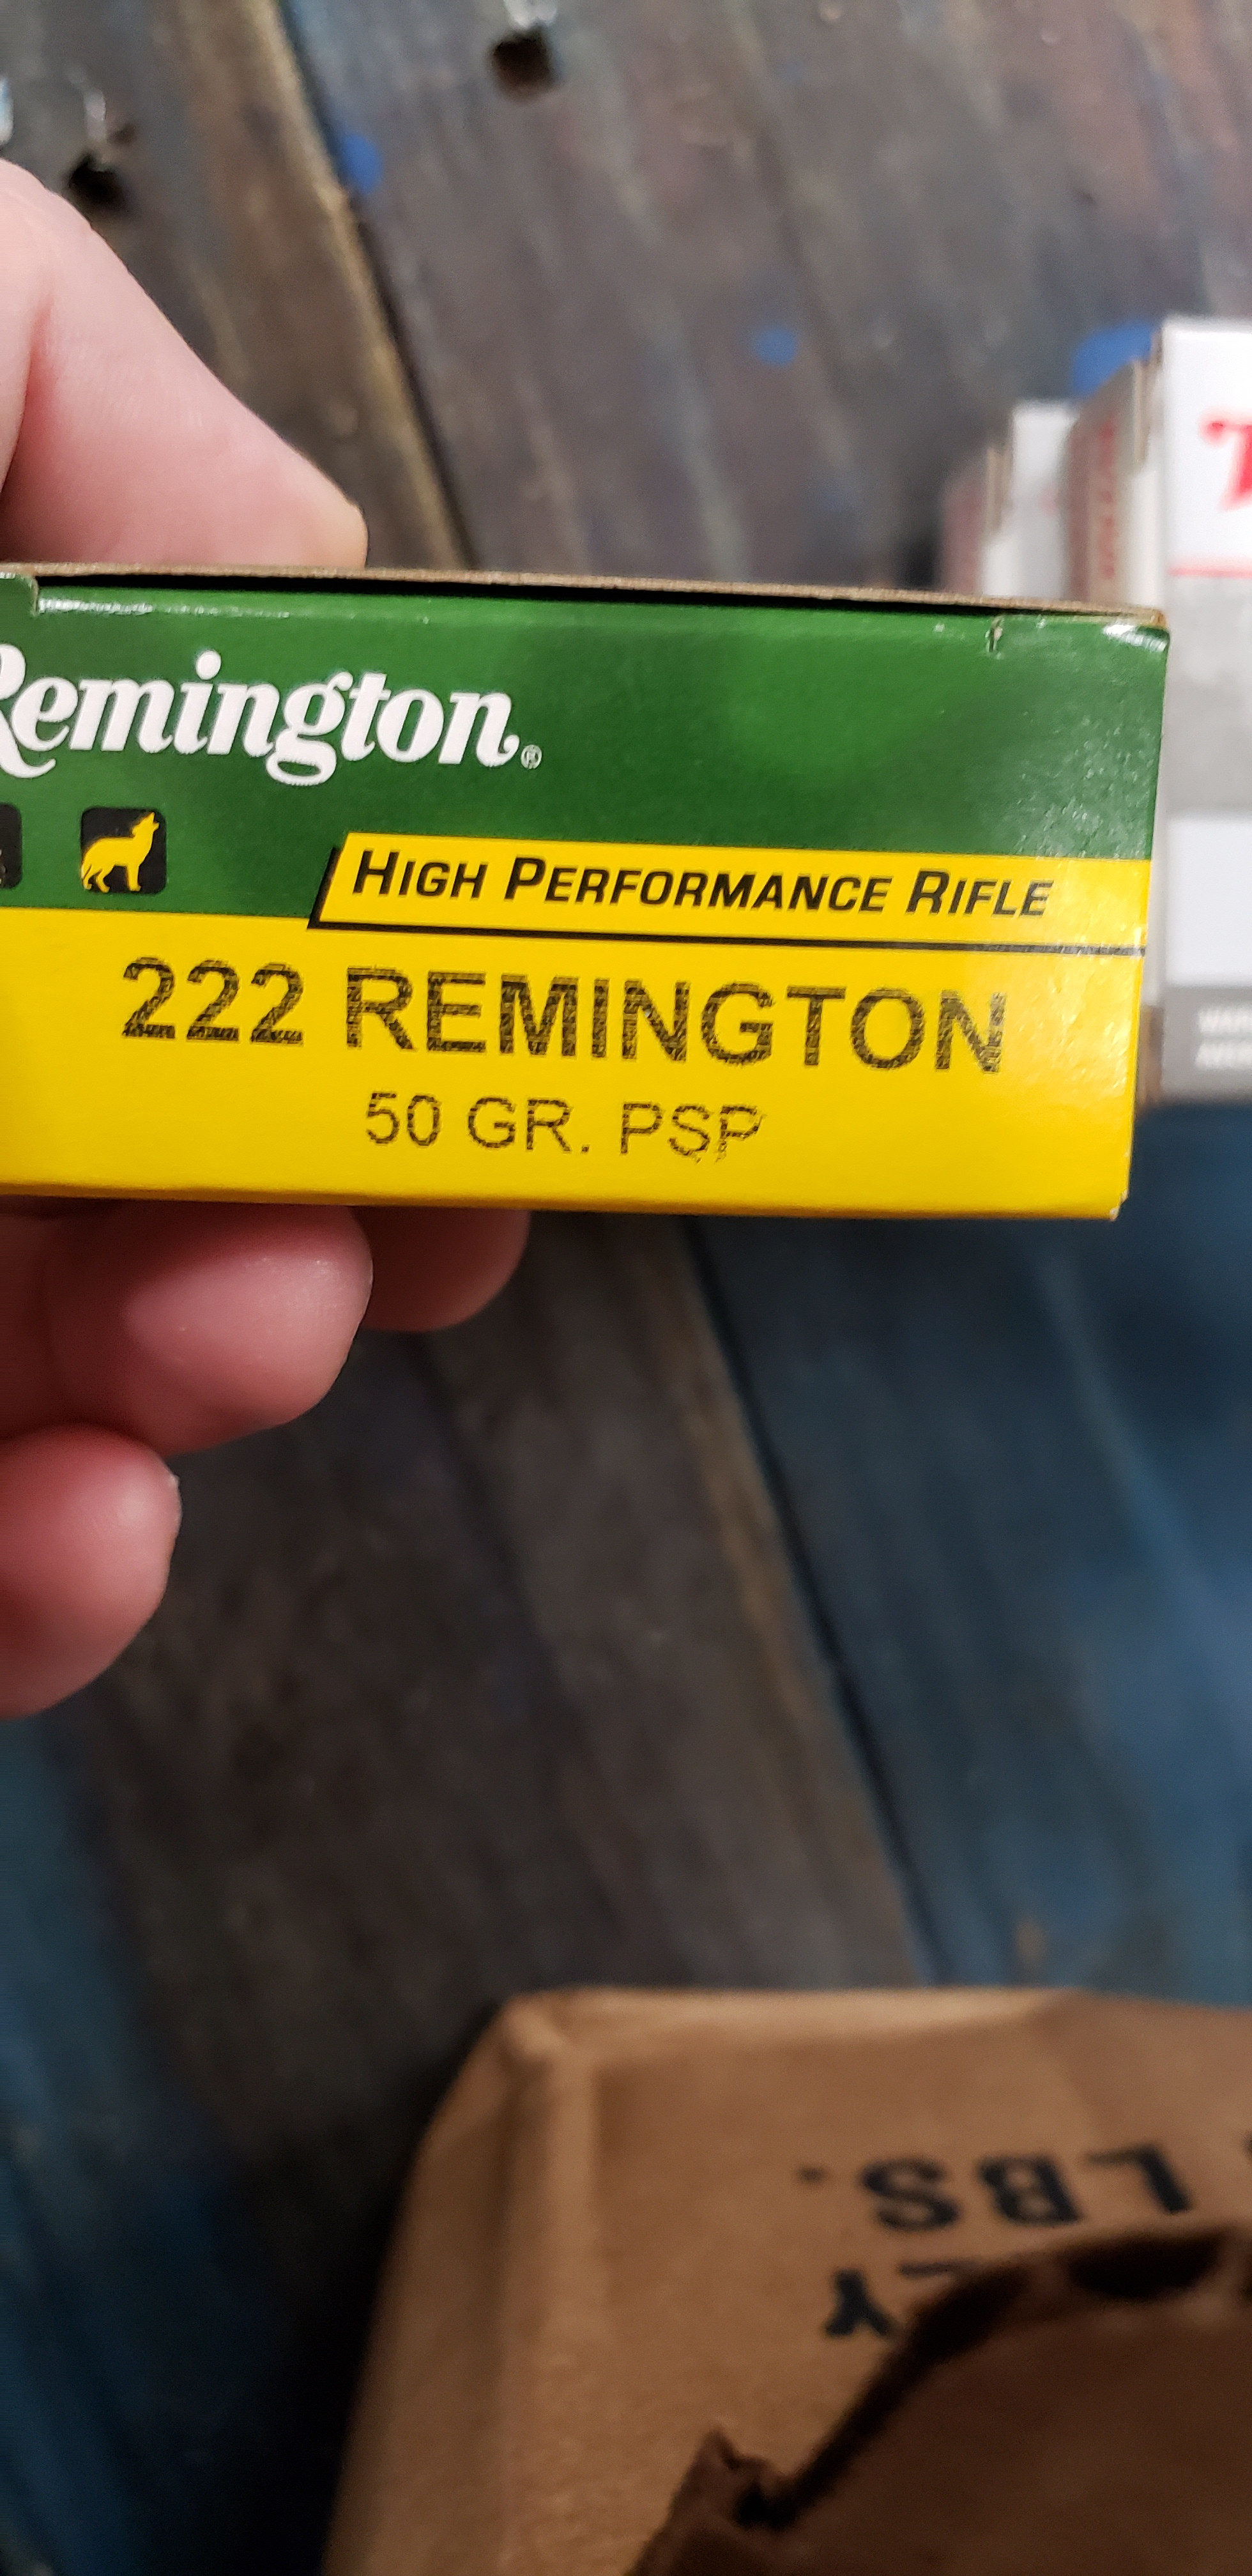 Remington®
HIGH PERFORMANCE RIFLE
222 REMINGTON
50 GR. PSP
LBS.